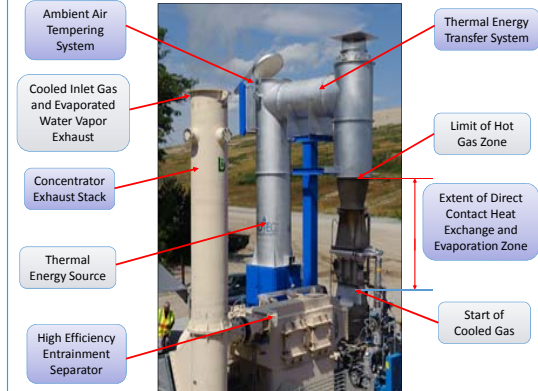 Ambient Air
Tempering
System
Thermal Energy
Transfer System
Cooled Inlet Gas
and Evaporated
Water Vapor
Exhaust
Limit of Hot
Gas Zone
Concentrator
Exhaust Stack
Extent of Direct
Contact Heat
Exchange and
Evaporation Zone
Thermal
Energy Source
Start of
Cooled Gas
High Efficiency
Entrainment
Separator